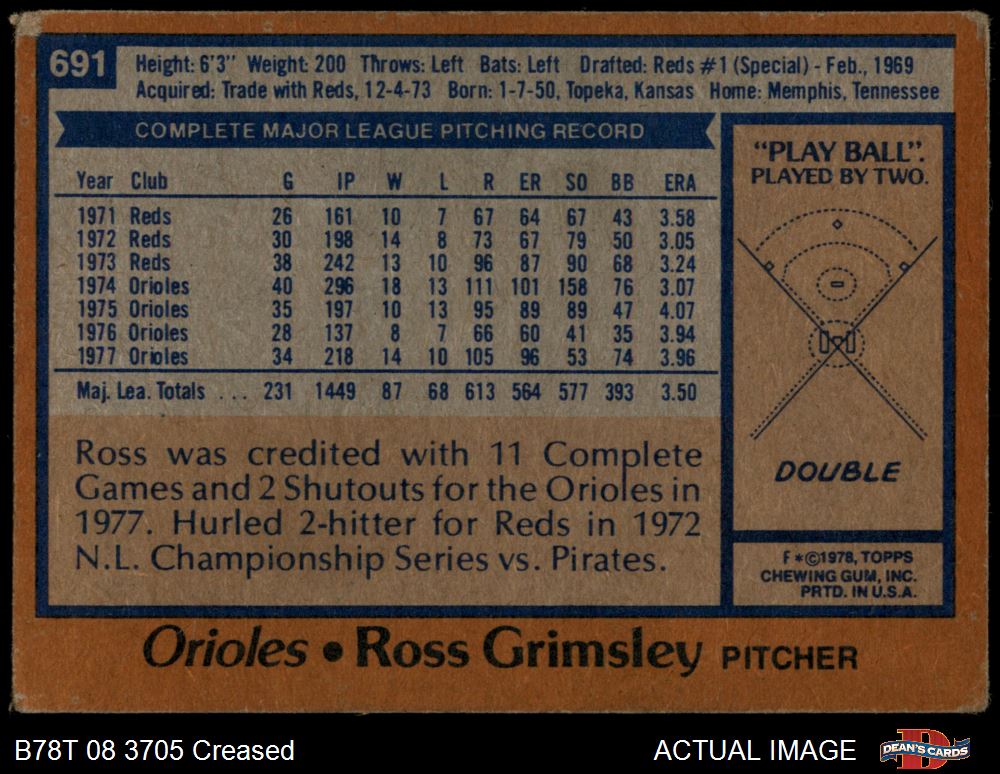 691
Height: 6'3" Weight: 200 Throws: Left Bats: Left Drafted: Reds #1 (Special) - Feb., 1969
Acquired: Trade with Reds, 12-4-73 Born: 1-7-50, Topeka, Kansas Home: Memphis, Tennessee
COMPLETE MAJOR LEAGUE PITCHING RECORD
Year Club G IP W L R ER SO BB ERA
1971 Reds 26 161 10 7 67 64 67 43 3.58
1972 Reds 30 198 14 8 73 67 79 50 3.05
1973 Reds 38 242 13 10 96 87 90 68 3.24
1974 Orioles 40 296 18 13 111 101 158 76 3.07
1975 Orioles 35 197 10 13 95 89 89 47 4.07
1976 Orioles 28 137 8 7 66 60 41 35 3.94
1977 Orioles 34 218 14 10 105 96 53 74 3.96
Maj. Lea. Totals ... 231 1449 87 68 613 564 577 393 3.50
Ross was credited with 11 Complete
Games and 2 Shutouts for the Orioles in
1977. Hurled 2-hitter for Reds in 1972
N.L. Championship Series vs. Pirates.
"PLAY BALL".
PLAYED BY TWO.
DOUBLE
F*©1978, TOPPS
CHEWING GUM, INC.
PRTD. IN U.S.A.
Orioles • Ross Grimsley PITCHER
B78T 08 3705 Creased
ACTUAL IMAGE
DEAN'S CARDS